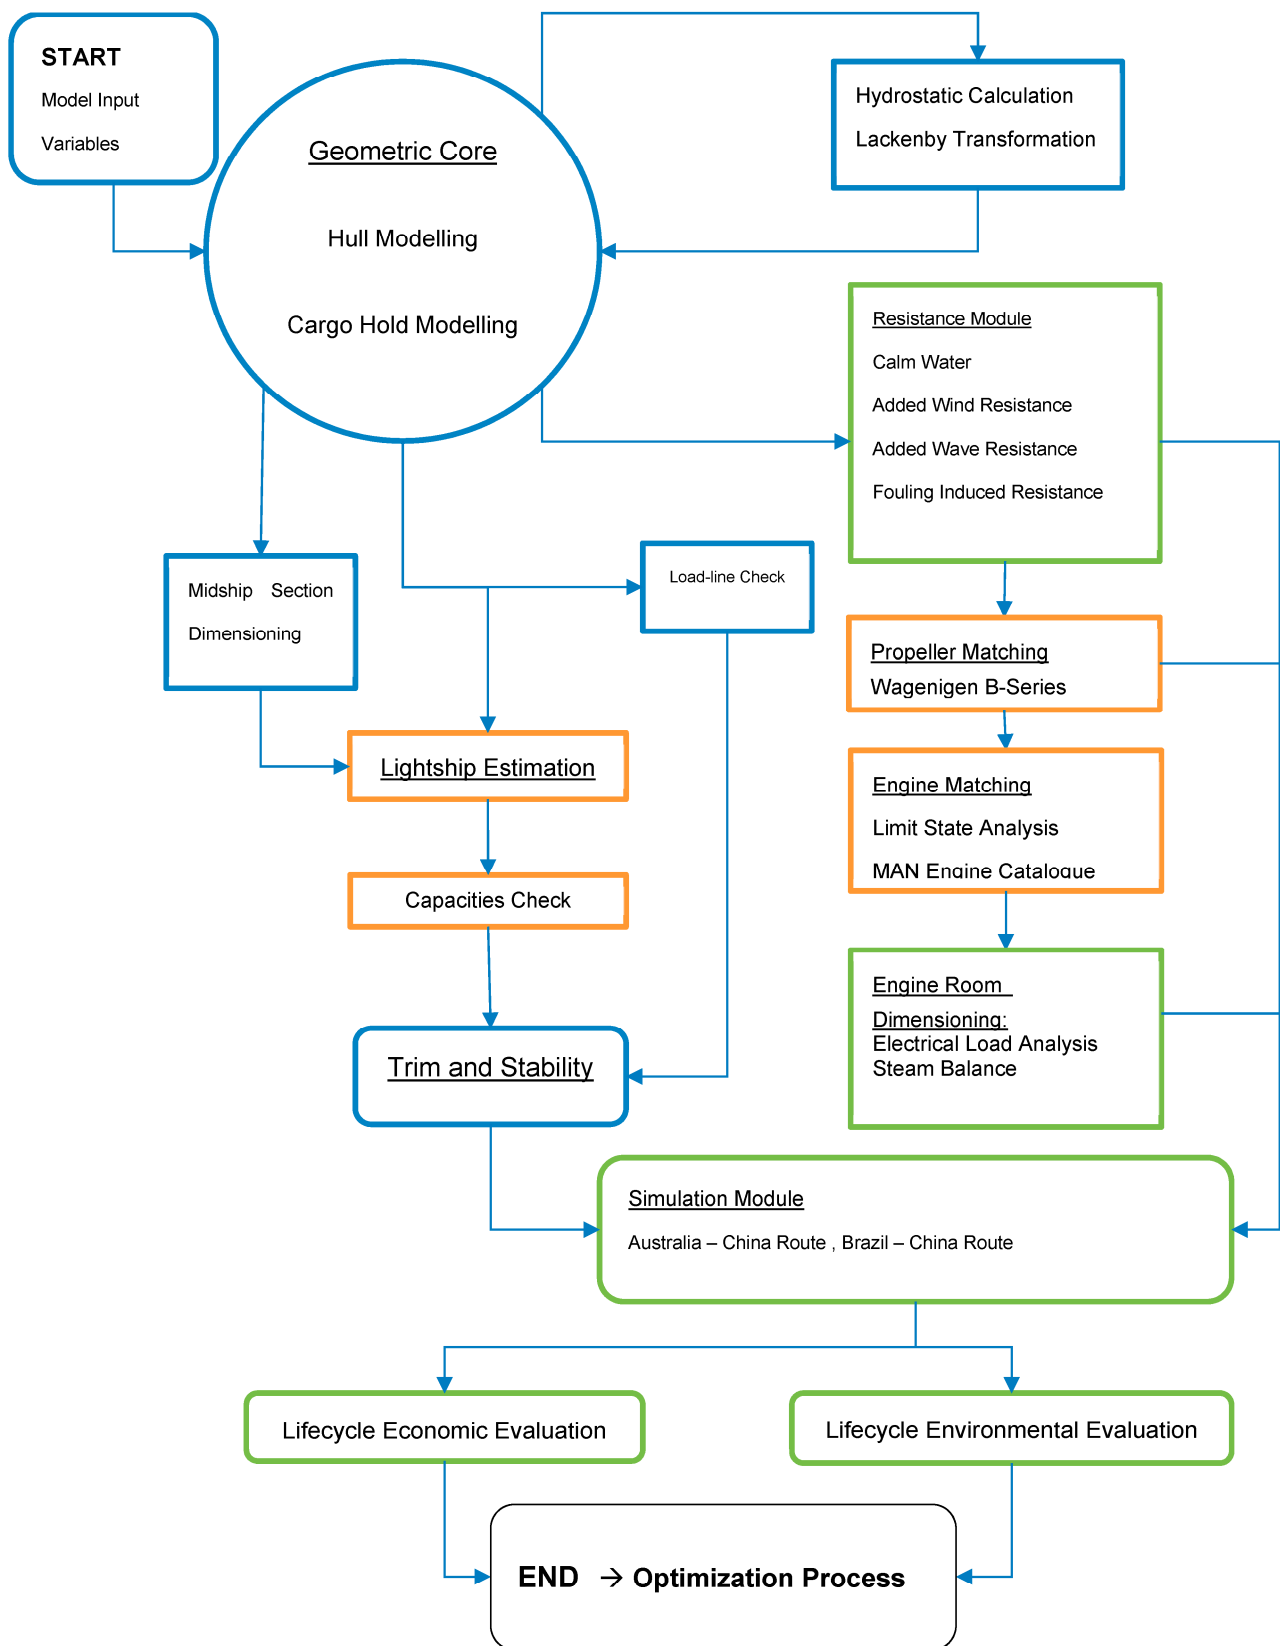 START
Model Input
Variables
Geometric Core
Hull Modelling
Cargo Hold Modelling
Hydrostatic Calculation
Lackenby Transformation
Resistance Module
Calm Water
Added Wind Resistance
Added Wave Resistance
Fouling Induced Resistance
Midship Section
Dimensioning
Load-line Check
Propeller Matching
Wagenigen B-Series
Lightship Estimation
Engine Matching
Limit State Analysis
MAN Engine Catalogue
Capacities Check
Engine Room
Dimensioning:
Electrical Load Analysis
Steam Balance
Trim and Stability
Simulation Module
Australia – China Route , Brazil – China Route
Lifecycle Economic Evaluation
Lifecycle Environmental Evaluation
END → Optimization Process